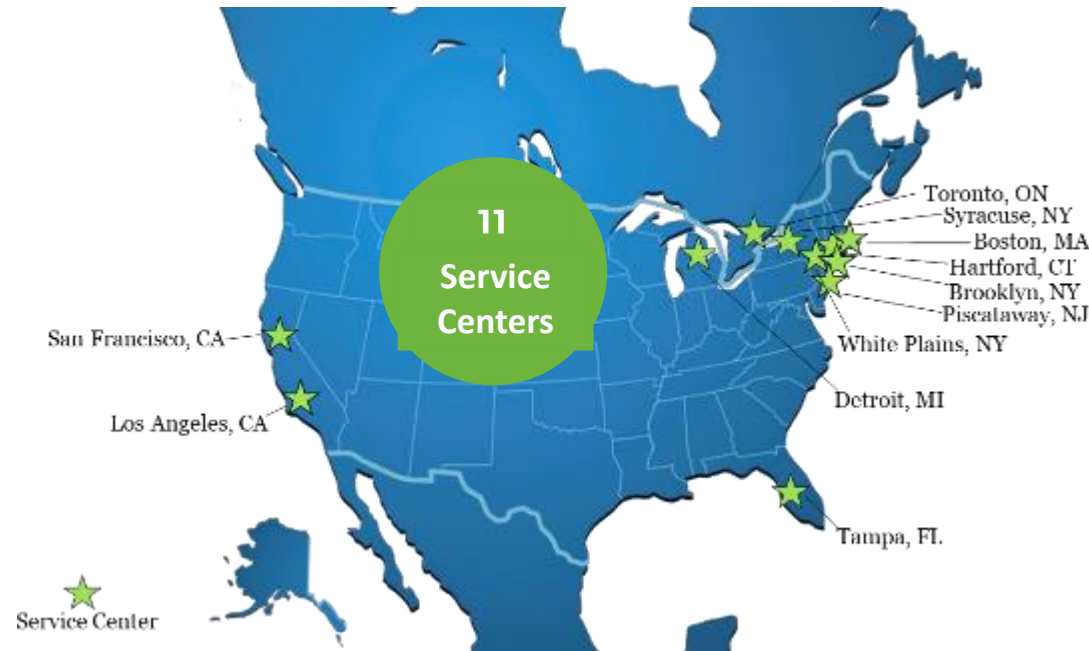 11
Service
Centers
Toronto, ON
Syracuse, NY
Boston, MA
Hartford, CT
Brooklyn, NY
Piscataway, NJ
White Plains, NY
Detroit, MI
San Francisco, CA
Los Angeles, CA
Tampa, FL
Service Center